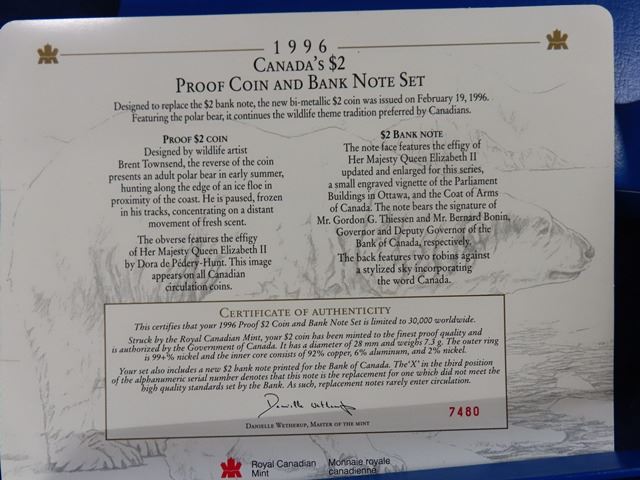 1996
CANADA'S $2
PROOF COIN AND BANK NOTE SET
Designed to replace the $2 bank note, the new bi-metallic $2 coin was issued on February 19, 1996.
Featuring the polar bear, it continues the wildlife theme tradition preferred by Canadians.
PROOF $2 COIN
Designed by wildlife artist
Brent Townsend, the reverse of the coin
presents an adult polar bear in early summer,
hunting along the edge of an ice floe in
proximity of the coast. He is paused, frozen
in his tracks, concentrating on a distant
movement of fresh scent.
The obverse features the effigy
of Her Majesty Queen Elizabeth II
by Dora de Pédery-Hunt. This image
appears on all Canadian
circulation coins.
$2 BANK NOTE
The note face features the effigy of
Her Majesty Queen Elizabeth II
updated and enlarged for this series,
a small engraved vignette of the Parliament
Buildings in Ottawa, and the Coat of Arms
of Canada. The note bears the signature of
Mr. Gordon G. Thiessen and Mr. Bernard Bonin,
Governor and Deputy Governor of the
Bank of Canada, respectively.
The back features two robins against
a stylized sky incorporating
the word Canada.
CERTIFICATE OF AUTHENTICITY
This certifies that your 1996 Proof $2 Coin and Bank Note Set is limited to 30,000 worldwide.
Struck by the Royal Canadian Mint, your $2 coin has been minted to the finest proof quality and
is authorized by the Government of Canada. It has a diameter of 28 mm and weighs 7.3 g. The outer ring
is 99+% nickel and the inner core consists of 92% copper, 6% aluminum, and 2% nickel.
Your set also includes a new $2 bank note printed for the Bank of Canada. The 'X' in the third position
of the alphanumeric serial number denotes that this note is the replacement for one which did not meet the
high quality standards set by the Bank. As such, replacement notes rarely enter circulation.
Danielle Wetherup
7480
DANIELLE WETHERUP, MASTER OF THE MINT
Royal Canadian Monnaie royale
Mint canadienne